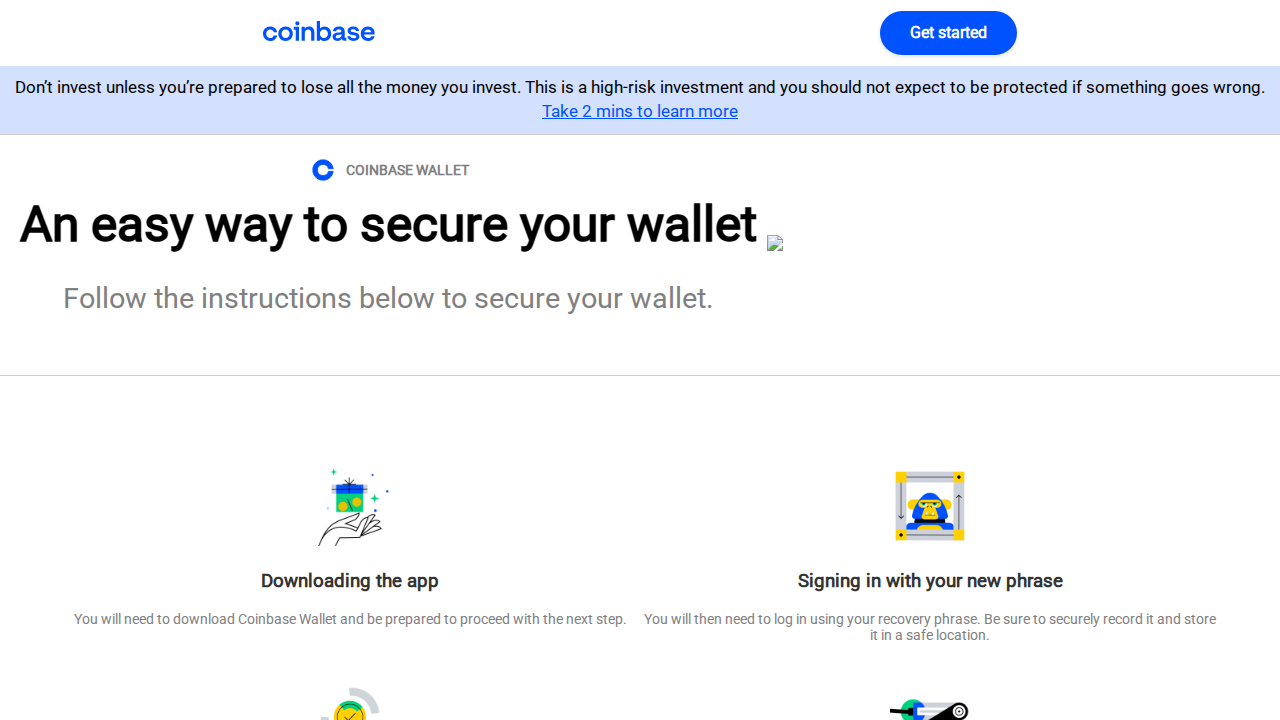 coinbase
Get started
Don’t invest unless you’re prepared to lose all the money you invest. This is a high-risk investment and you should not expect to be protected if something goes wrong.
Take 2 mins to learn more
COINBASE WALLET
An easy way to secure your wallet
Follow the instructions below to secure your wallet.
Downloading the app
You will need to download Coinbase Wallet and be prepared to proceed with the next step.
Signing in with your new phrase
You will then need to log in using your recovery phrase. Be sure to securely record it and store
it in a safe location.